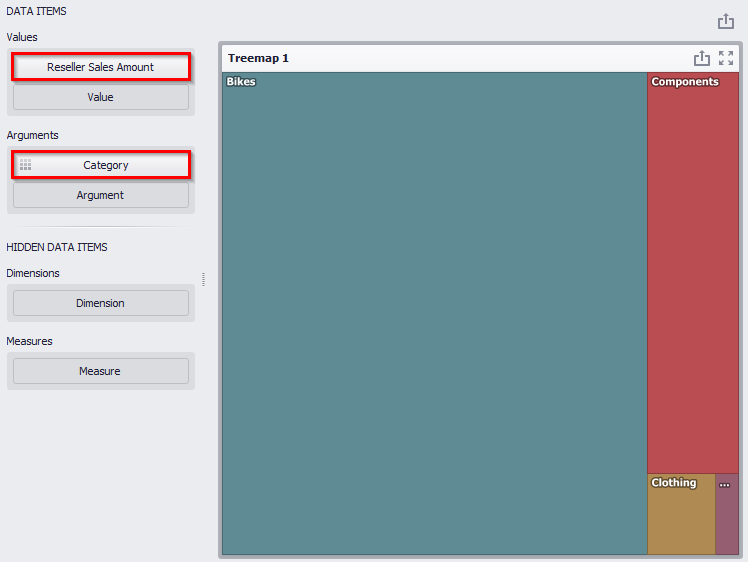 DATA ITEMS
Values
Reseller Sales Amount
Value
Arguments
Category
Argument
HIDDEN DATA ITEMS
Dimensions
Dimension
Measures
Measure
Treemap 1
Bikes
Components
Clothing
...